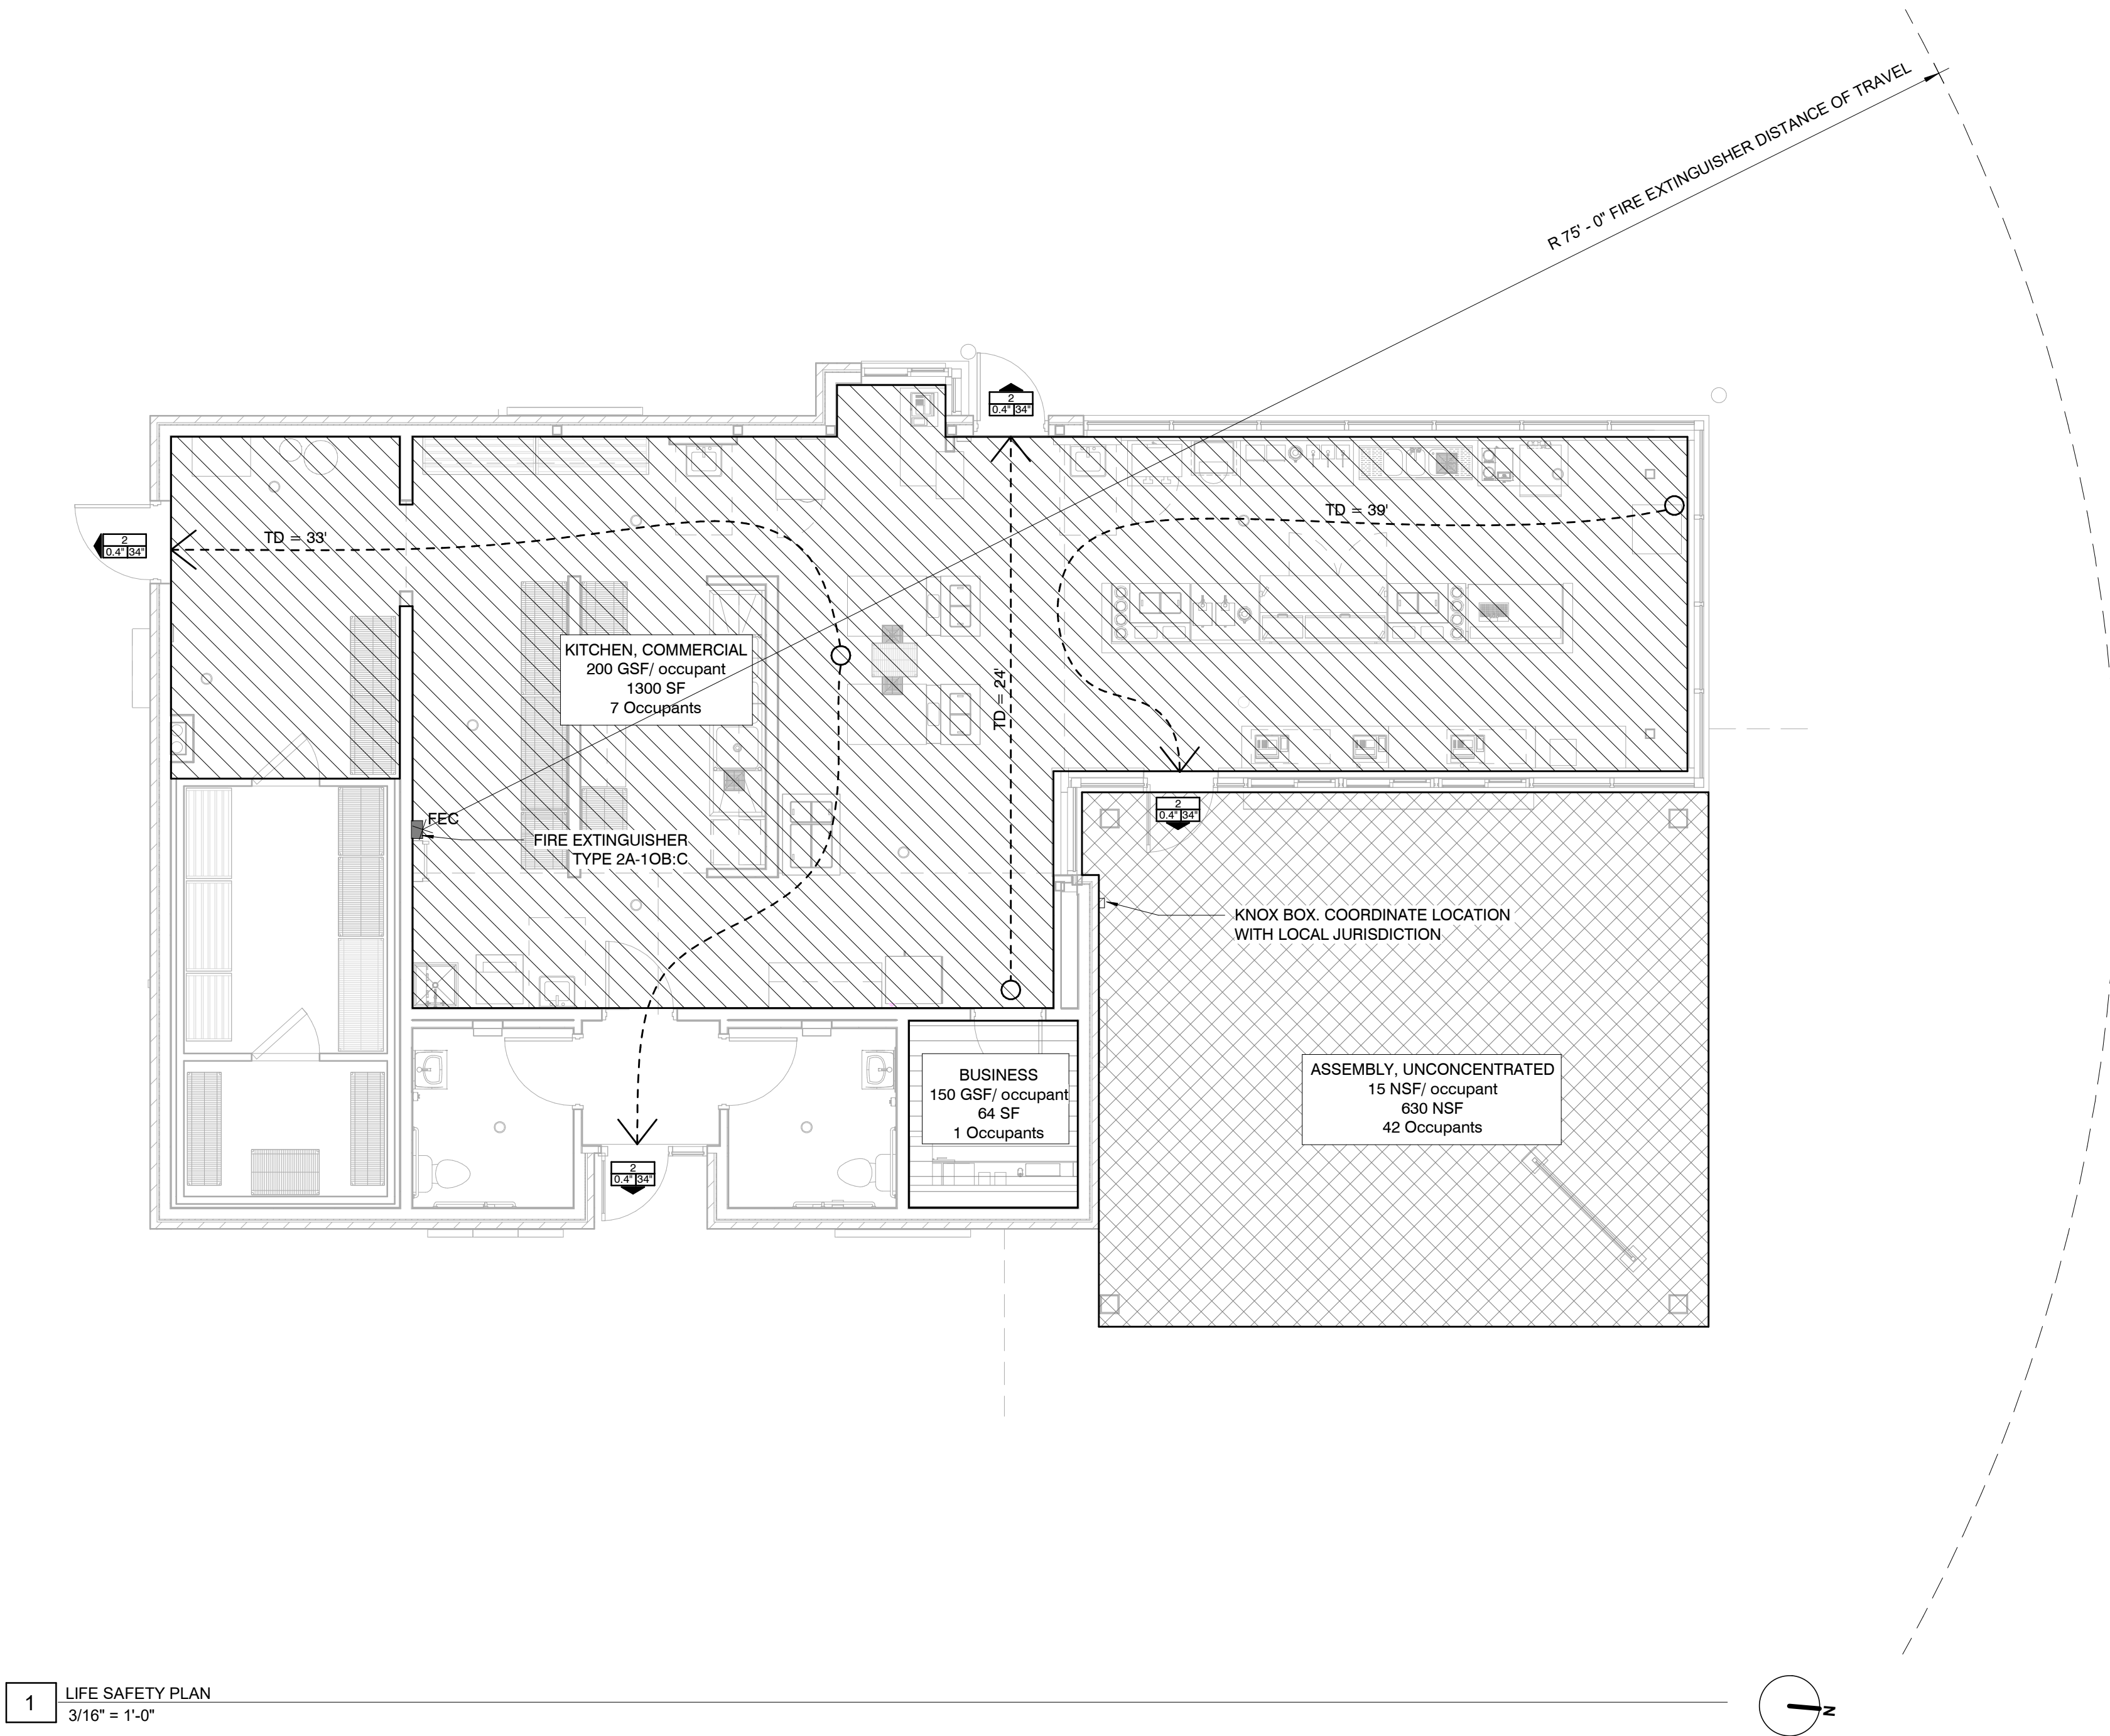 R 75' - 0" FIRE EXTINGUISHER DISTANCE OF TRAVEL
2
0.4" 34"
TD = 39'
TD = 33'
2
0.4" 34"
KITCHEN, COMMERCIAL
200 GSF/ occupant
1300 SF
7 Occupants
TD = 24'
2
0.4" 34"
FEC
FIRE EXTINGUISHER
TYPE 2A-1OB:C
KNOX BOX. COORDINATE LOCATION
WITH LOCAL JURISDICTION
BUSINESS
150 GSF/ occupant
64 SF
1 Occupants
ASSEMBLY, UNCONCENTRATED
15 NSF/ occupant
630 NSF
42 Occupants
2
0.4" 34"
1
LIFE SAFETY PLAN
3/16" = 1'-0"
N